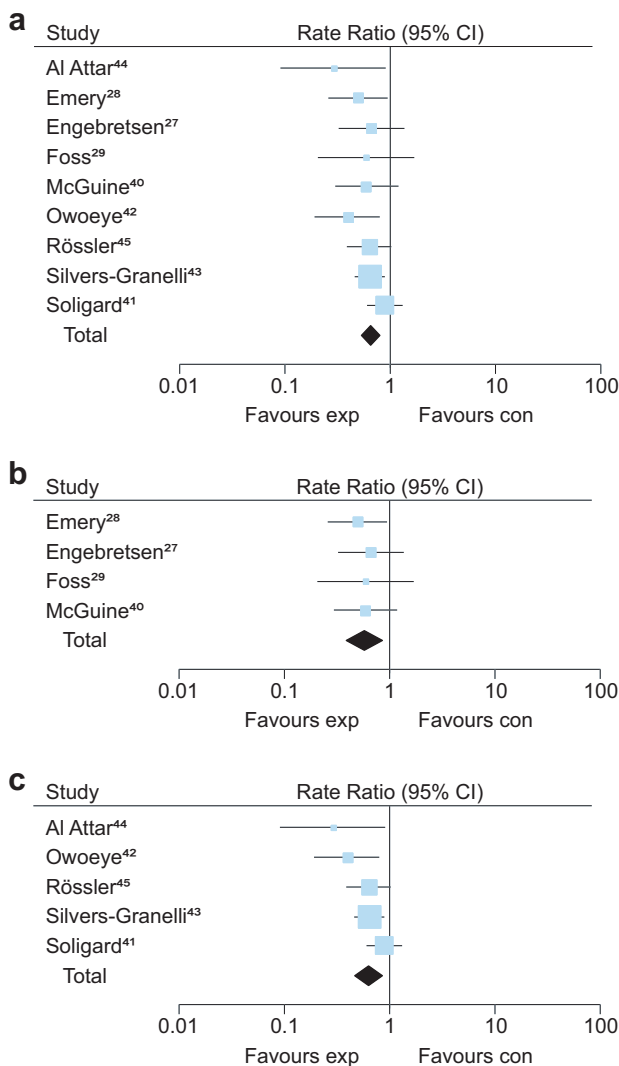 a
Study Rate Ratio (95% CI)
Al Attar⁴⁴
Emery²⁸
Engebretsen²⁷
Foss²⁹
McGuine⁴⁰
Owoeye⁴²
Rössler⁴⁵
Silvers-Granelli⁴³
Soligard⁴¹
Total
0.01 0.1 1 10 100
Favours exp Favours con
b
Study Rate Ratio (95% CI)
Emery²⁸
Engebretsen²⁷
Foss²⁹
McGuine⁴⁰
Total
0.01 0.1 1 10 100
Favours exp Favours con
c
Study Rate Ratio (95% CI)
Al Attar⁴⁴
Owoeye⁴²
Rössler⁴⁵
Silvers-Granelli⁴³
Soligard⁴¹
Total
0.01 0.1 1 10 100
Favours exp Favours con